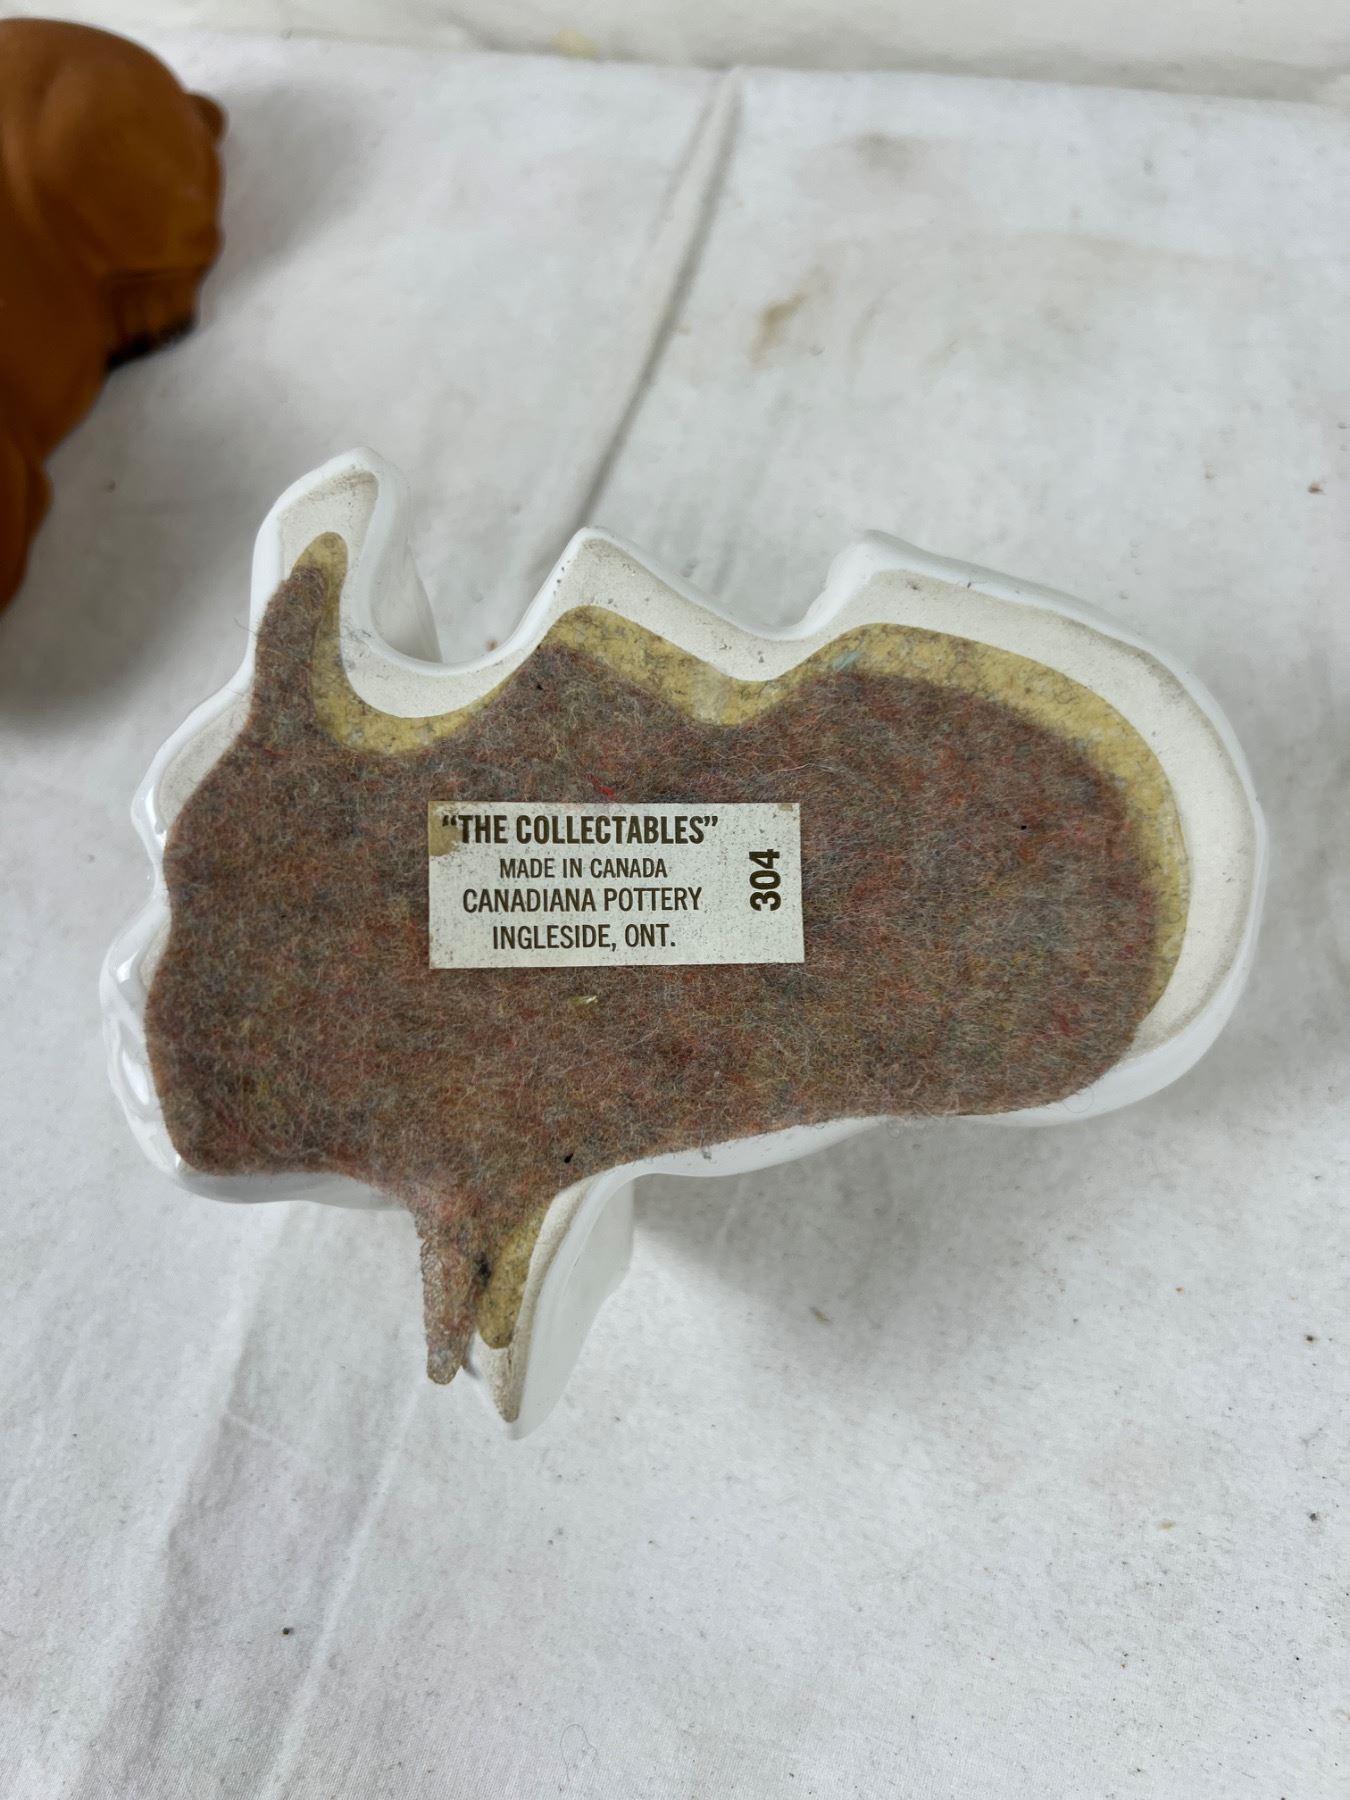 "THE COLLECTABLES"
MADE IN CANADA
CANADIANA POTTERY
INGLESIDE, ONT.
304